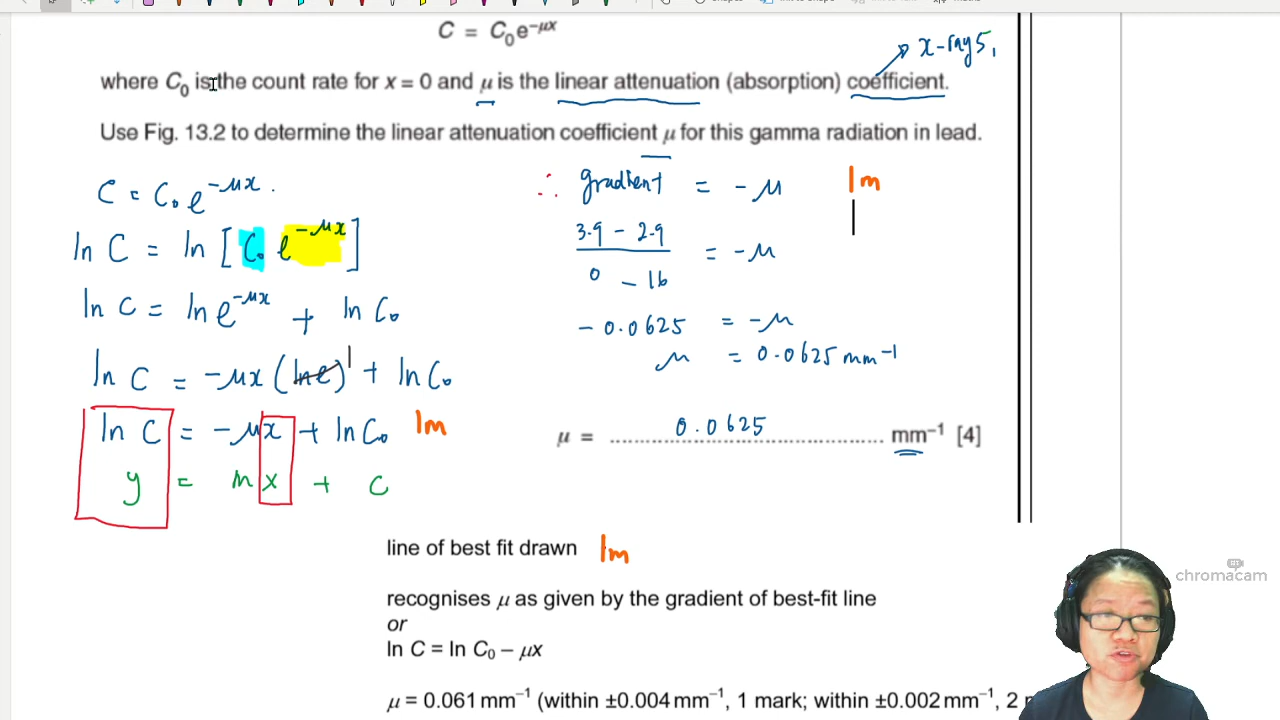 C = C₀e^−μx
x-rays,
where C₀ is the count rate for x = 0 and μ is the linear attenuation (absorption) coefficient.
Use Fig. 13.2 to determine the linear attenuation coefficient μ for this gamma radiation in lead.
C = C₀ e^−μx .
ln C = ln [ C₀ e^−μx ]
ln C = ln e^−μx + ln C₀
ln C = −μx (ln e)¹ + ln C₀
ln C = −μx + ln C₀ 1m
y = m x + c
∴ gradient = −μ 1m
3.9 − 2.9
0 − 16
= −μ
− 0.0625 = −μ
μ = 0.0625 mm⁻¹
μ = 0.0625 mm⁻¹ [4]
line of best fit drawn 1m
recognises μ as given by the gradient of best-fit line
or
ln C = ln C₀ − μx
μ = 0.061 mm⁻¹ (within ±0.004 mm⁻¹, 1 mark; within ±0.002 mm⁻¹, 2
chromacam